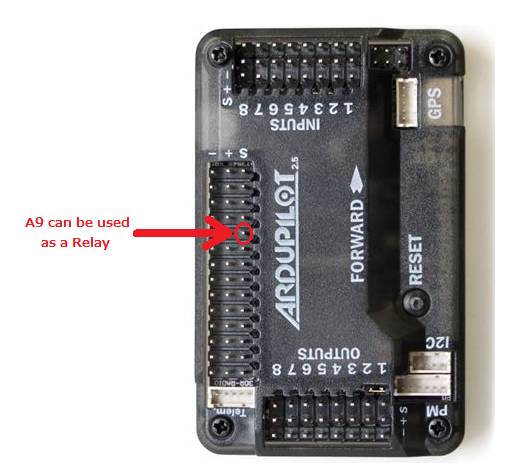 S +
1 2 3 4 5 6 7 8
INPUTS
GPS
- + S
A9 can be used
as a Relay
ARDUPILOT 2.5
FORWARD
RESET
I2C
OUTPUTS
1 2 3 4 5 6 7 8
Telem.
PM
+ S